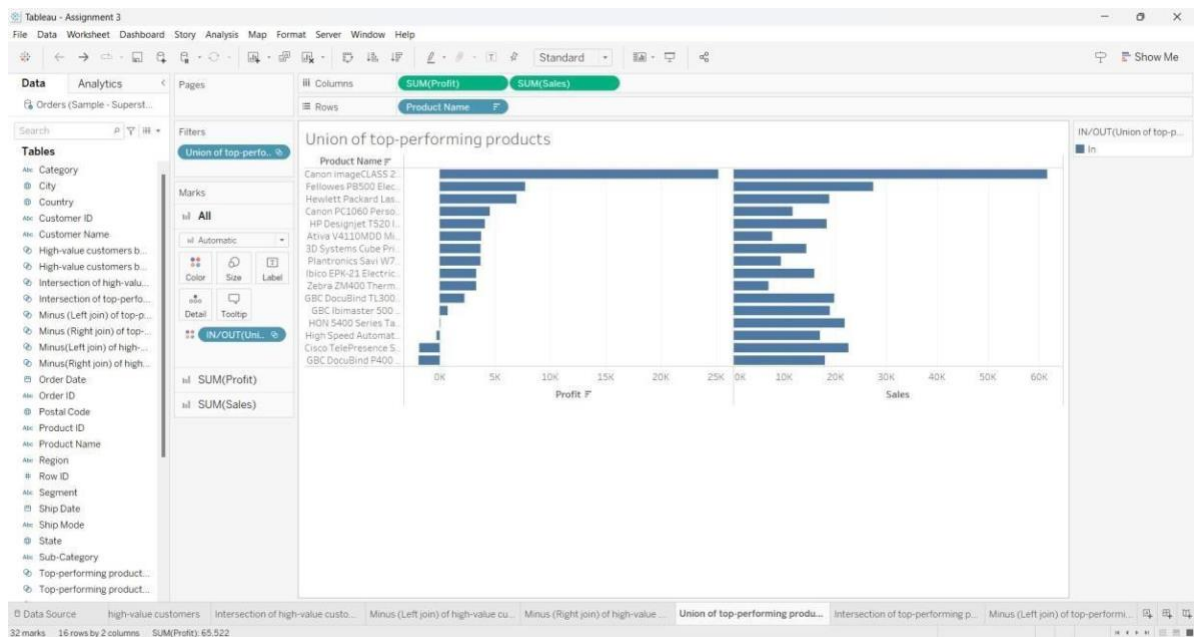 Tableau - Assignment 3
File Data Worksheet Dashboard Story Analysis Map Format Server Window Help
Standard
Show Me
Data Analytics
Orders (Sample - Superst...
Search
Tables
Abc Category
City
Country
Abc Customer ID
Abc Customer Name
High-value customers b...
High-value customers b...
Intersection of high-valu...
Intersection of top-perfo...
Minus (Left join) of top-p...
Minus (Right join) of top-...
Minus(Left join) of high-...
Minus(Right join) of high...
Order Date
Abc Order ID
Postal Code
Abc Product ID
Abc Product Name
Abc Region
# Row ID
Abc Segment
Ship Date
Abc Ship Mode
State
Abc Sub-Category
Top-performing product...
Top-performing product...
Pages
Filters
Union of top-perfo..
Marks
All
Automatic
Color Size Label
Detail Tooltip
IN/OUT(Uni..
SUM(Profit)
SUM(Sales)
Columns SUM(Profit) SUM(Sales)
Rows Product Name
Union of top-performing products
Product Name
Canon imageCLASS 2..
Fellowes PB500 Elec..
Hewlett Packard Las..
Canon PC1060 Perso..
HP Designjet T520 I..
Ativa V4110MDD Mi..
3D Systems Cube Pri..
Plantronics Savi W7..
Ibico EPK-21 Electric..
Zebra ZM400 Therm..
GBC DocuBind TL300..
GBC Ibimaster 500 ..
HON 5400 Series Ta..
High Speed Automat..
Cisco TelePresence S..
GBC DocuBind P400 ..
0K 5K 10K 15K 20K 25K 0K 10K 20K 30K 40K 50K 60K
Profit Sales
IN/OUT(Union of top-p...
In
Data Source high-value customers Intersection of high-value custo... Minus (Left join) of high-value cu... Minus (Right join) of high-value ... Union of top-performing produ... Intersection of top-performing p... Minus (Left join) of top-performi...
32 marks 16 rows by 2 columns SUM(Profit): 65,522